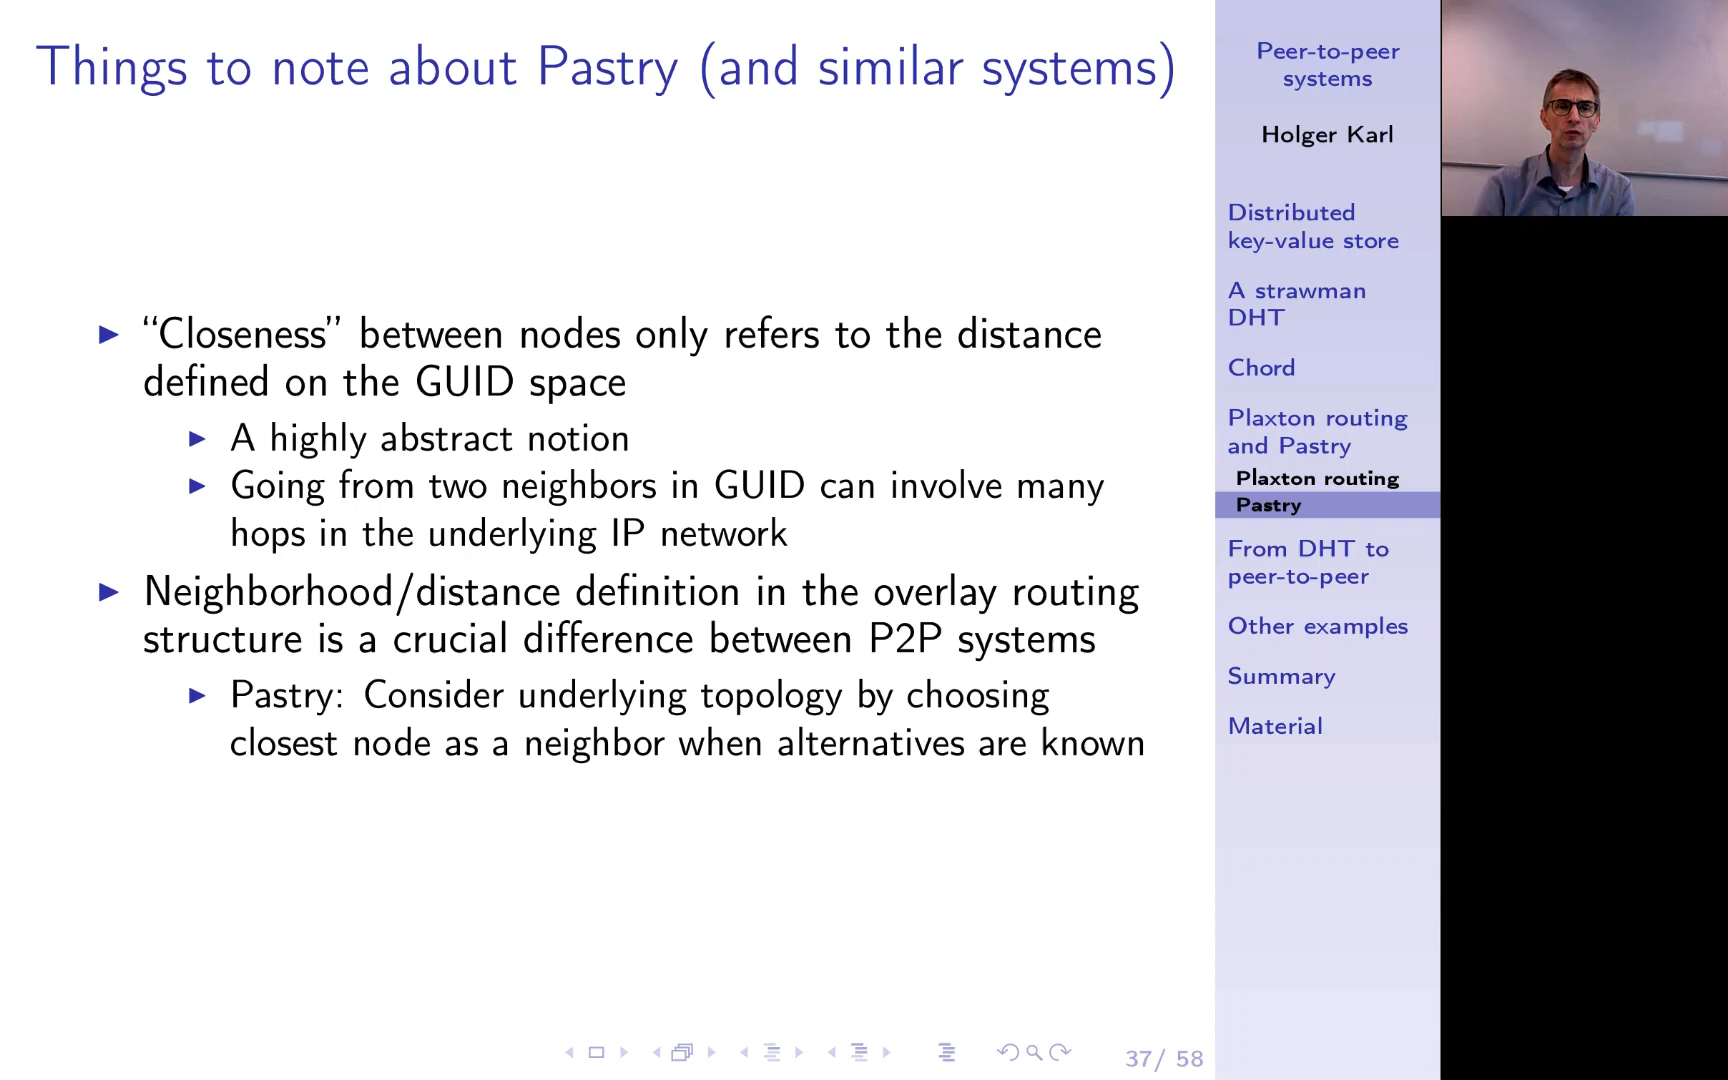 Things to note about Pastry (and similar systems)
“Closeness” between nodes only refers to the distance
defined on the GUID space
A highly abstract notion
Going from two neighbors in GUID can involve many
hops in the underlying IP network
Neighborhood/distance definition in the overlay routing
structure is a crucial difference between P2P systems
Pastry: Consider underlying topology by choosing
closest node as a neighbor when alternatives are known
37/ 58
Peer-to-peer
systems
Holger Karl
Distributed
key-value store
A strawman
DHT
Chord
Plaxton routing
and Pastry
Plaxton routing
Pastry
From DHT to
peer-to-peer
Other examples
Summary
Material